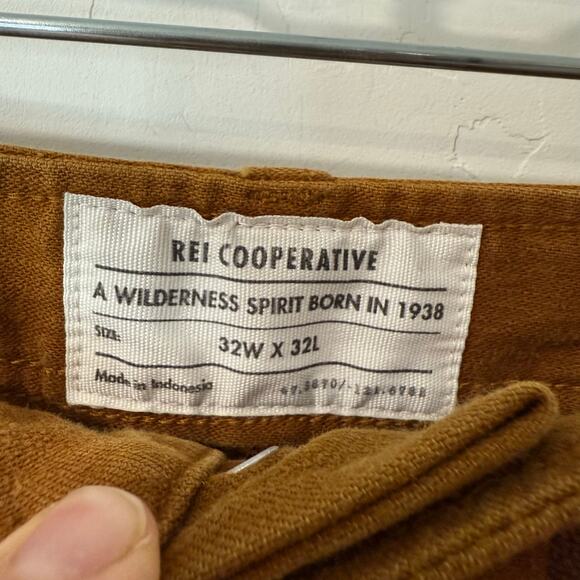 REI COOPERATIVE
A WILDERNESS SPIRIT BORN IN 1938
SIZE: 32W X 32L
Made in Indonesia